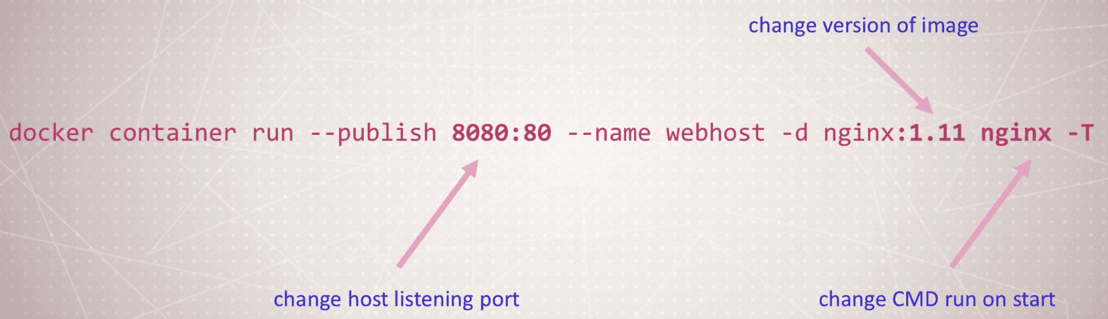 change version of image
docker container run --publish 8080:80 --name webhost -d nginx:1.11 nginx -T
change host listening port
change CMD run on start